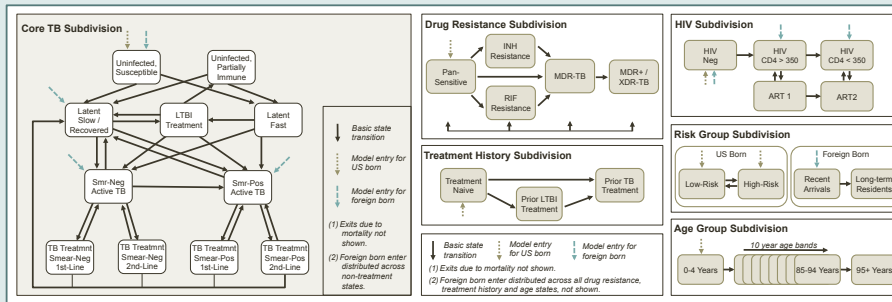 Core TB Subdivision
Uninfected,
Susceptible
Uninfected,
Partially
Immune
Latent
Slow /
Recovered
LTBI
Treatment
Latent
Fast
Smr-Neg
Active TB
Smr-Pos
Active TB
TB Treatmnt
Smear-Neg
1st-Line
TB Treatmnt
Smear-Neg
2nd-Line
TB Treatmnt
Smear-Pos
1st-Line
TB Treatmnt
Smear-Pos
2nd-Line
Basic state
transition
Model entry
for US born
Model entry for
foreign born
(1) Exits due to
mortality not
shown.
(2) Foreign born enter
distributed across
non-treatment
states.
Drug Resistance Subdivision
Pan-
Sensitive
INH
Resistance
RIF
Resistance
MDR-TB
MDR+ /
XDR-TB
Treatment History Subdivision
Treatment
Naive
Prior LTBI
Treatment
Prior TB
Treatment
Basic state
transition
Model entry
for US born
Model entry for
foreign born
(1) Exits due to mortality not shown.
(2) Foreign born enter distributed across all drug resistance,
treatment history and age states, not shown.
HIV Subdivision
HIV
Neg
HIV
CD4 > 350
HIV
CD4 < 350
ART 1
ART2
Risk Group Subdivision
US Born
Low-Risk
High-Risk
Foreign Born
Recent
Arrivals
Long-term
Residents
Age Group Subdivision
10 year age bands
0-4 Years
85-94 Years
95+ Years